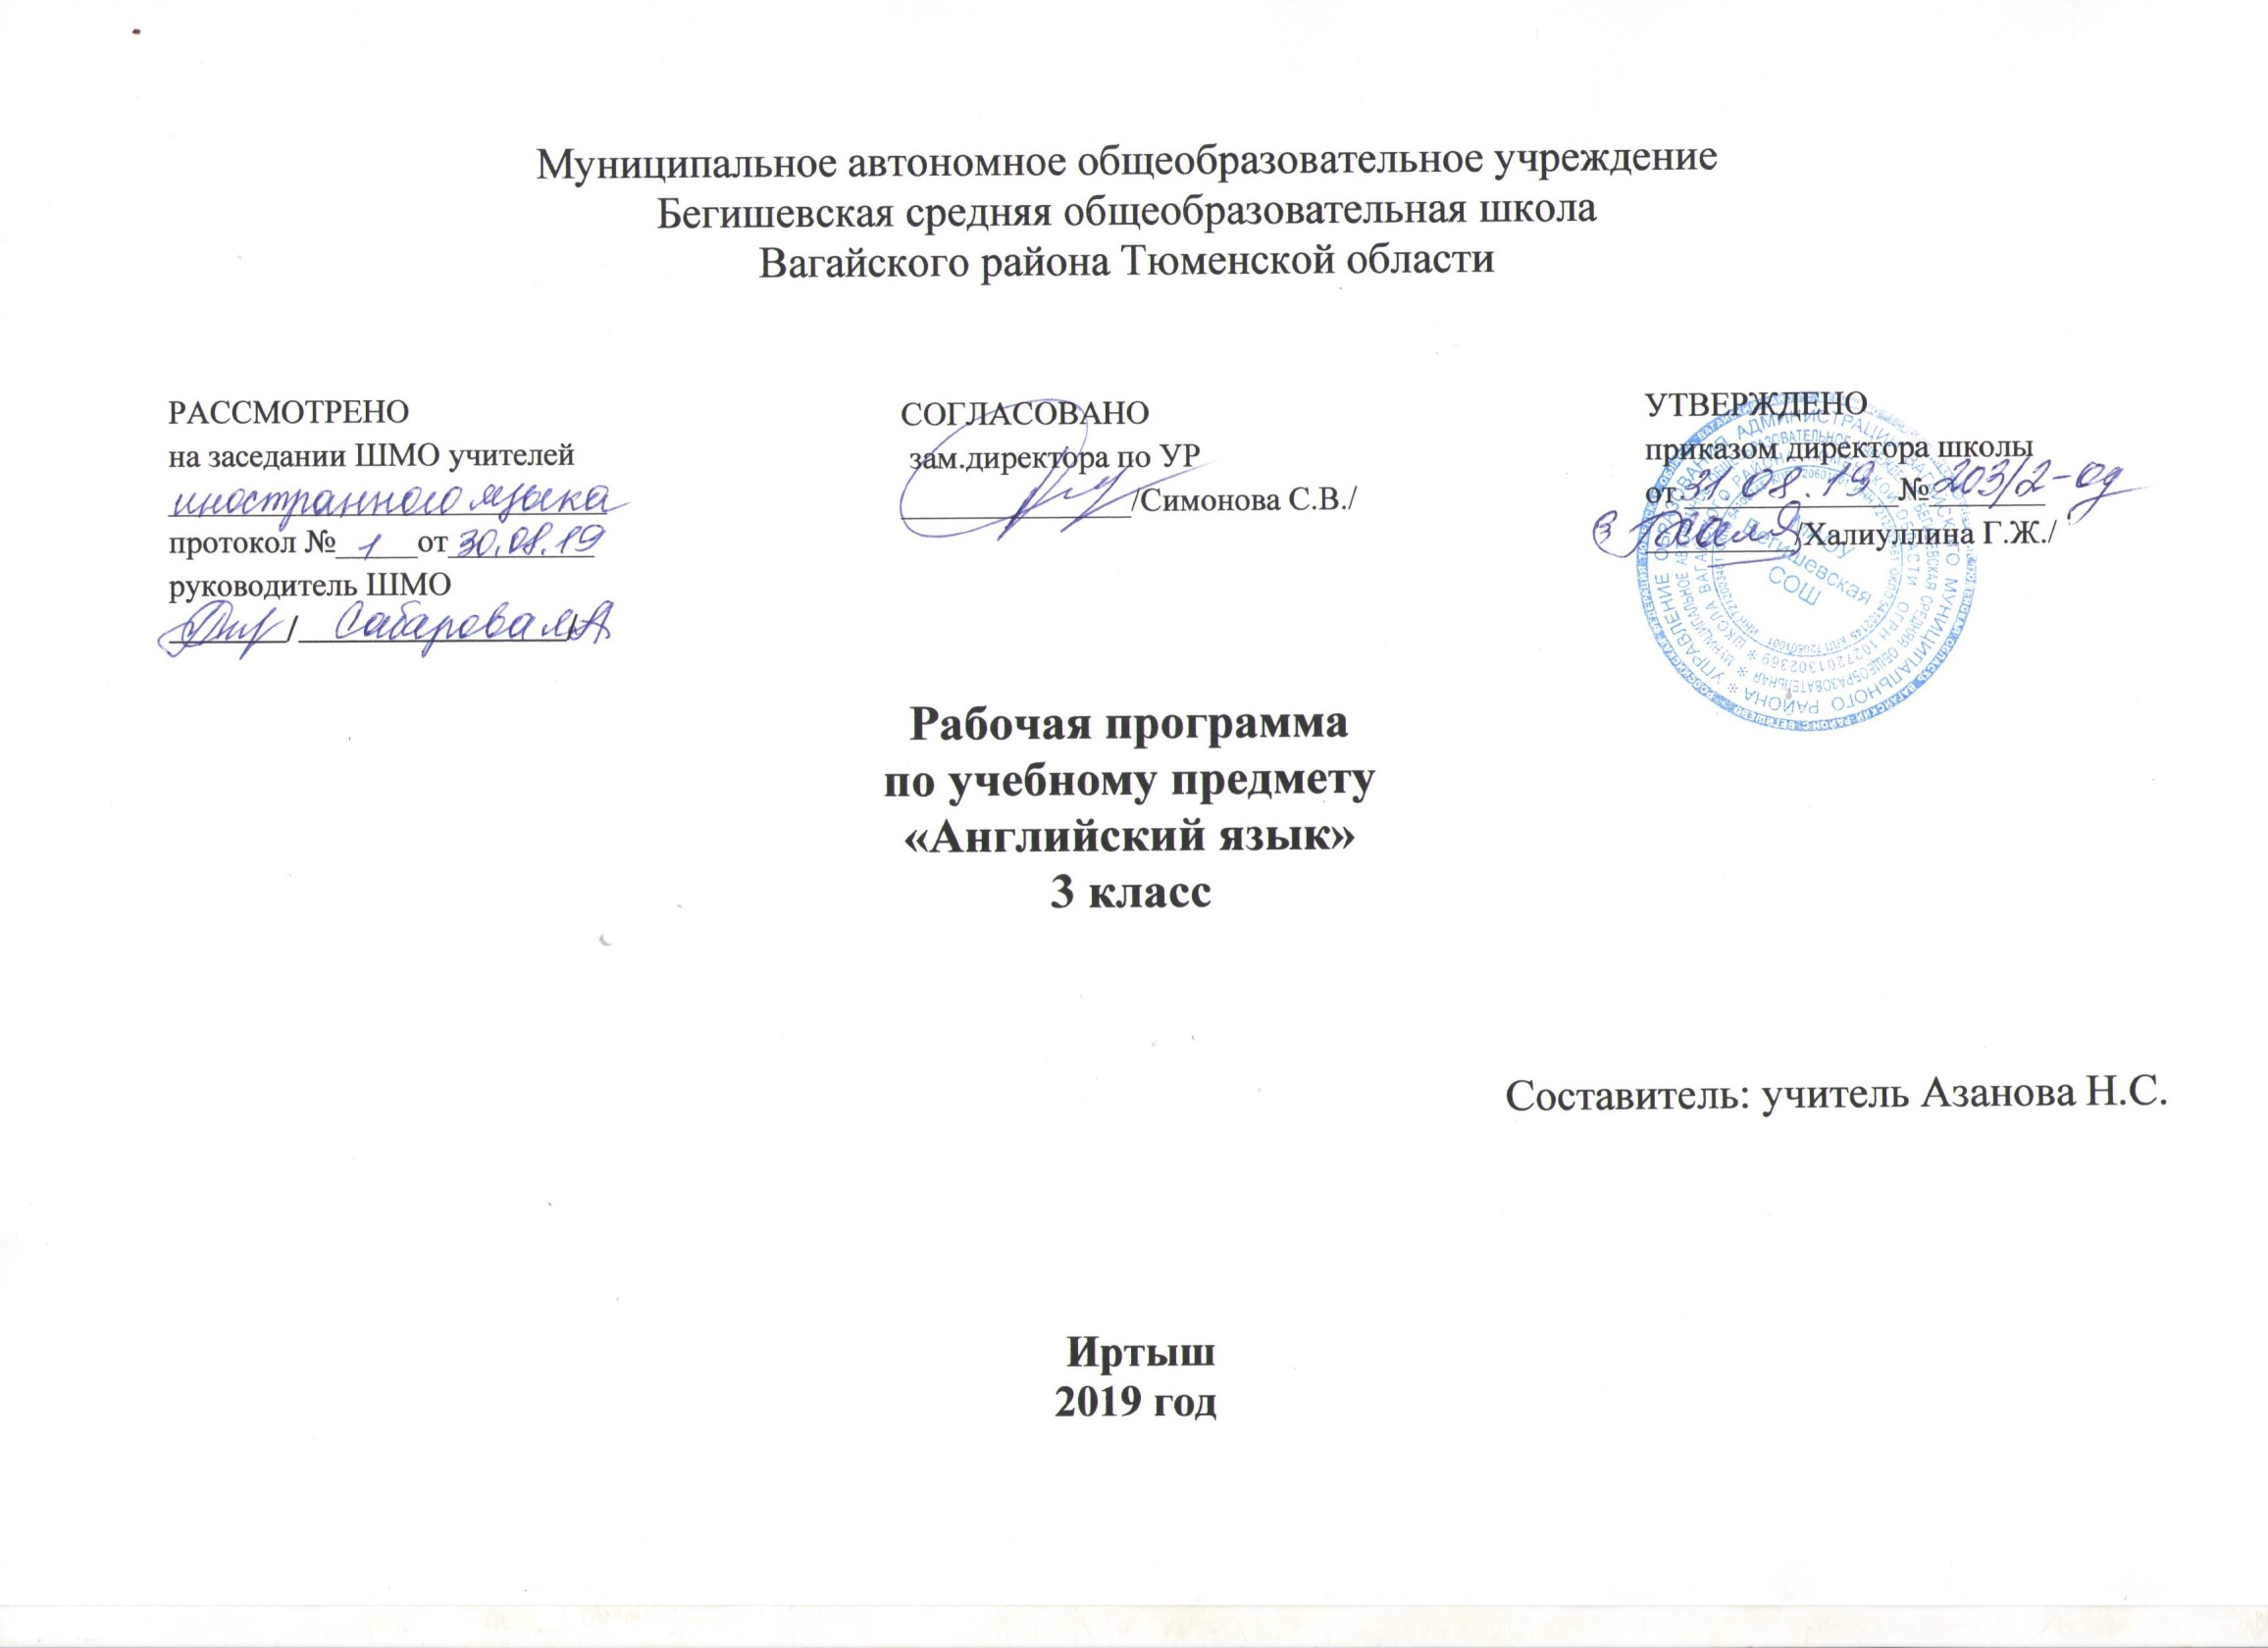 Муниципальное автономное общеобразовательное учреждение
Бегишевская средняя общеобразовательная школа
Вагайского района Тюменской области
РАССМОТРЕНО
на заседании ШМО учителей
иностранного языка
протокол № 1 от 30.08.19
руководитель ШМО
/ Сабарова /
СОГЛАСОВАНО
зам.директора по УР
/Симонова С.В./
УТВЕРЖДЕНО
приказом директора школы
от 31.08.19 № 203/2-од
/Халиуллина Г.Ж./
Бегишевская
СОШ
Рабочая программа
по учебному предмету
«Английский язык»
3 класс
Составитель: учитель Азанова Н.С.
Иртыш
2019 год